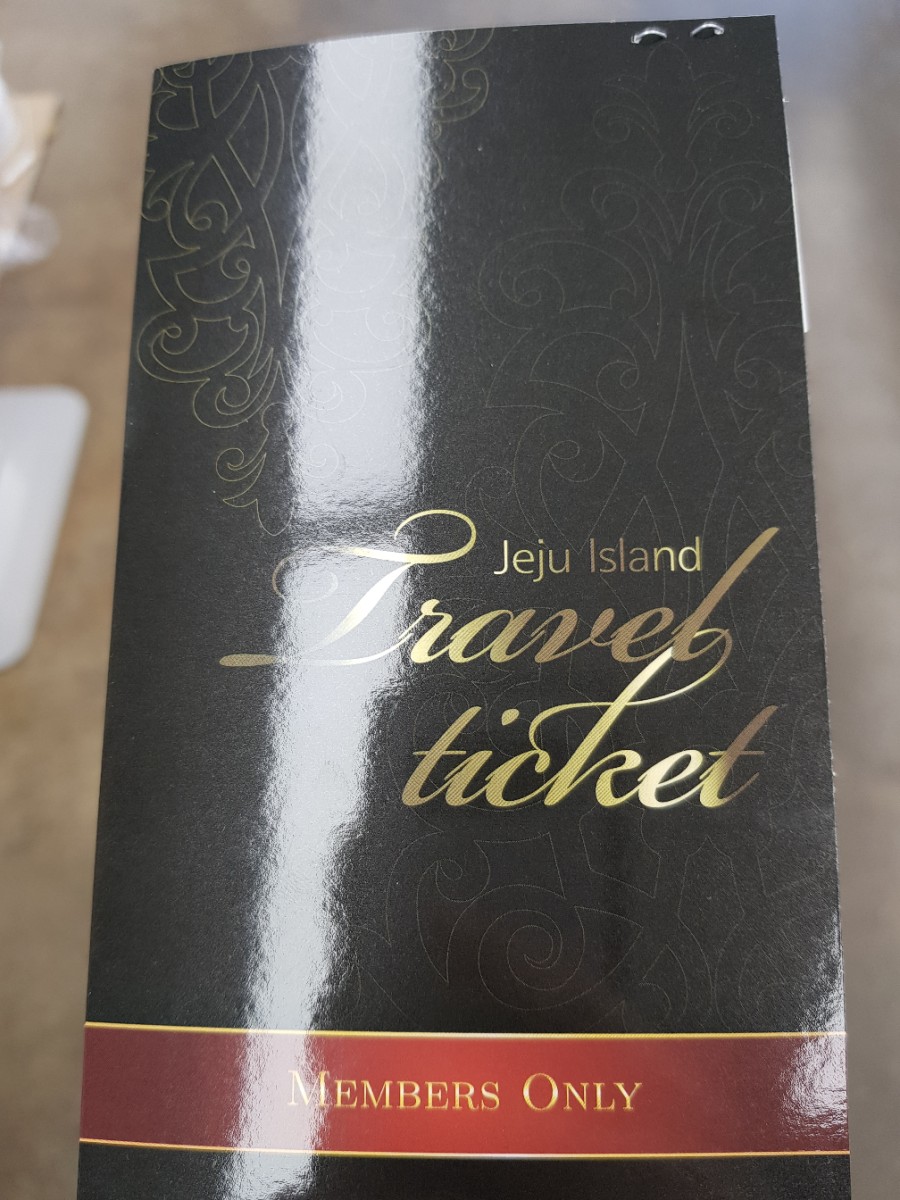 Jeju Island
Travel
ticket
MEMBERS ONLY